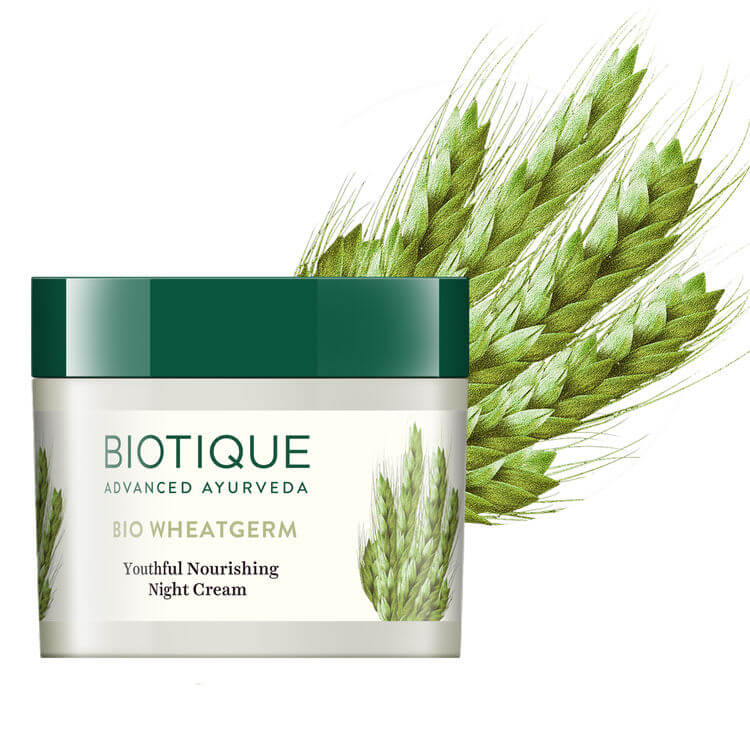 BIOTIQUE
ADVANCED AYURVEDA
BIO WHEATGERM
Youthful Nourishing
Night Cream